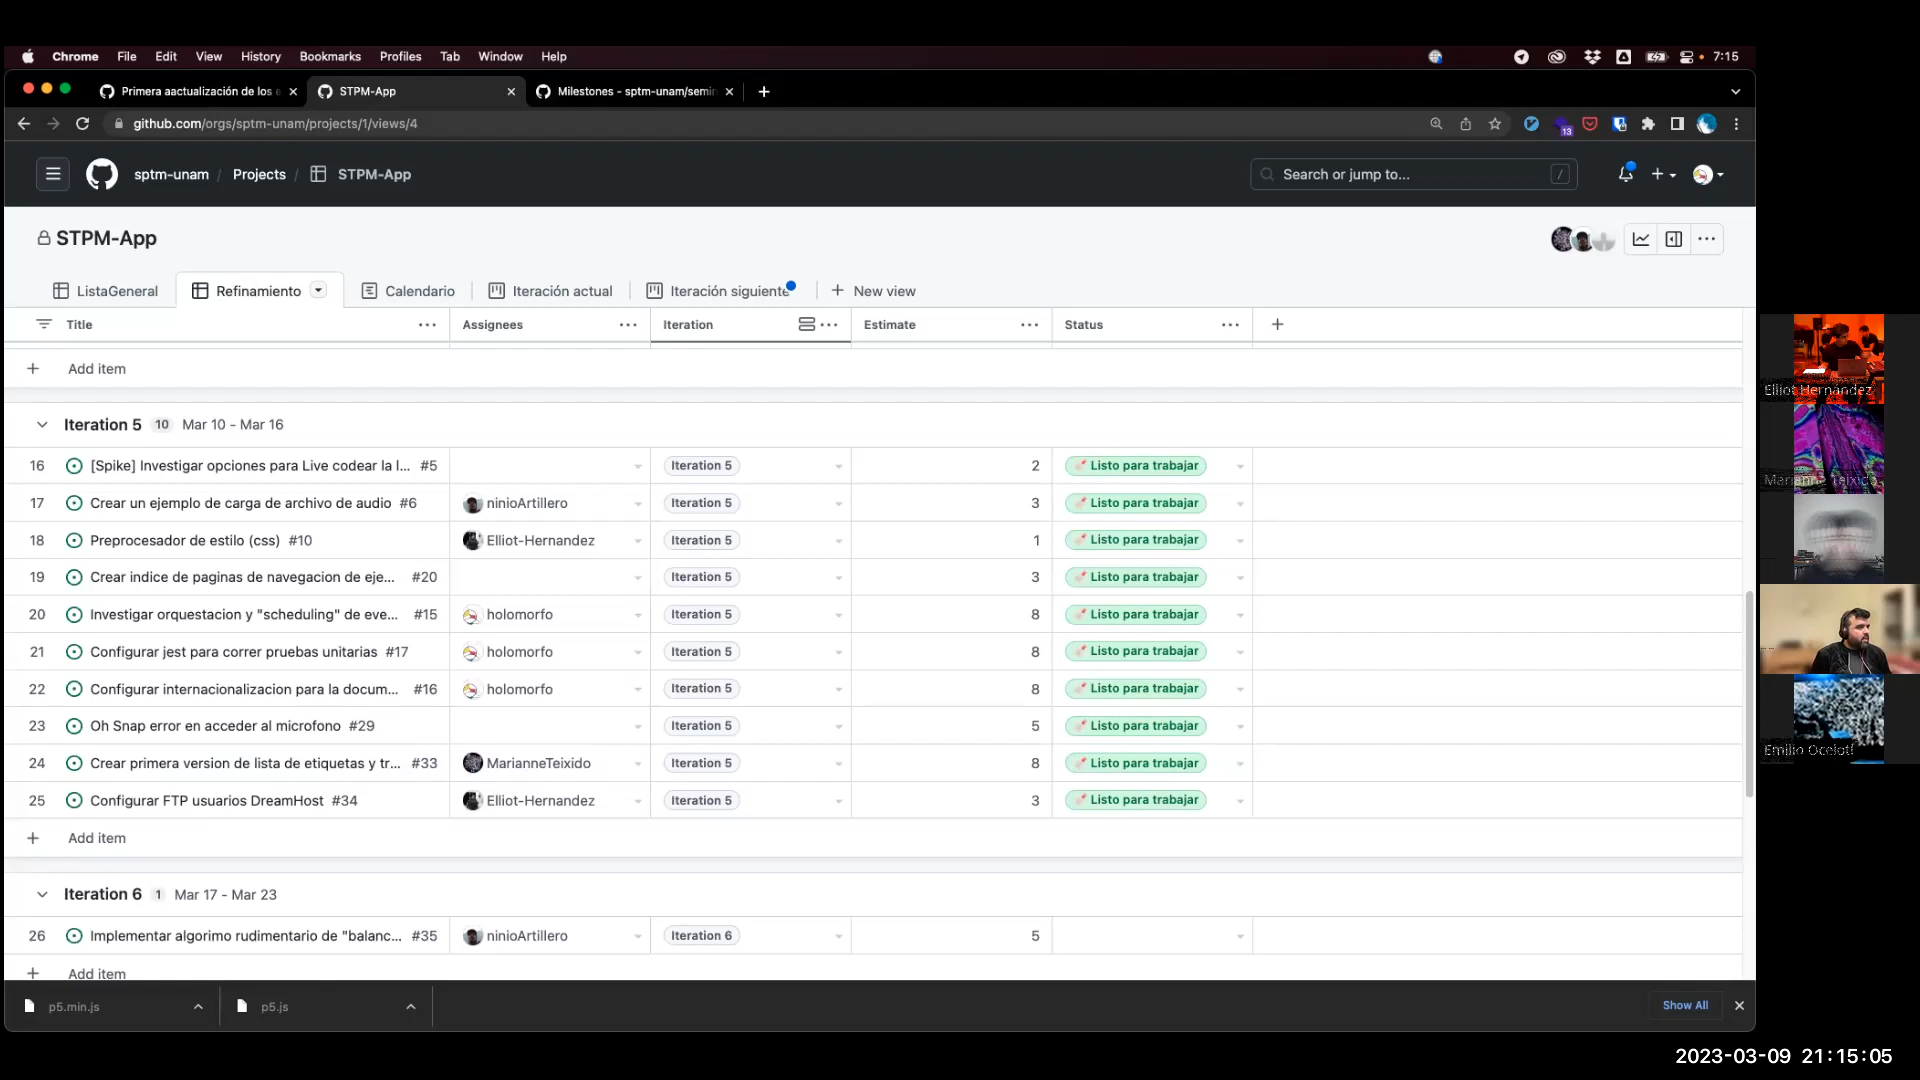 Chrome File Edit View History Bookmarks Profiles Tab Window Help 7:15
Primera aactualización de los e STPM-App Milestones - sptm-unam/semin
github.com/orgs/sptm-unam/projects/1/views/4 13
sptm-unam / Projects / STPM-App Search or jump to... /
STPM-App
ListaGeneral Refinamiento Calendario Iteración actual Iteración siguiente New view
Title Assignees Iteration Estimate Status
Add item
Iteration 5 10 Mar 10 - Mar 16
16 [Spike] Investigar opciones para Live codear la l... #5 Iteration 5 2 Listo para trabajar
17 Crear un ejemplo de carga de archivo de audio #6 ninioArtillero Iteration 5 3 Listo para trabajar
18 Preprocesador de estilo (css) #10 Elliot-Hernandez Iteration 5 1 Listo para trabajar
19 Crear indice de paginas de navegacion de eje... #20 Iteration 5 3 Listo para trabajar
20 Investigar orquestacion y "scheduling" de eve... #15 holomorfo Iteration 5 8 Listo para trabajar
21 Configurar jest para correr pruebas unitarias #17 holomorfo Iteration 5 8 Listo para trabajar
22 Configurar internacionalizacion para la docum... #16 holomorfo Iteration 5 8 Listo para trabajar
23 Oh Snap error en acceder al microfono #29 Iteration 5 5 Listo para trabajar
24 Crear primera version de lista de etiquetas y tr... #33 MarianneTeixido Iteration 5 8 Listo para trabajar
25 Configurar FTP usuarios DreamHost #34 Elliot-Hernandez Iteration 5 3 Listo para trabajar
Add item
Iteration 6 1 Mar 17 - Mar 23
26 Implementar algorimo rudimentario de "balanc... #35 ninioArtillero Iteration 6 5
Add item
p5.min.js p5.js Show All
Elliot Hernández
Marianne Teixido
Emilio Ocelotl
2023-03-09 21:15:05